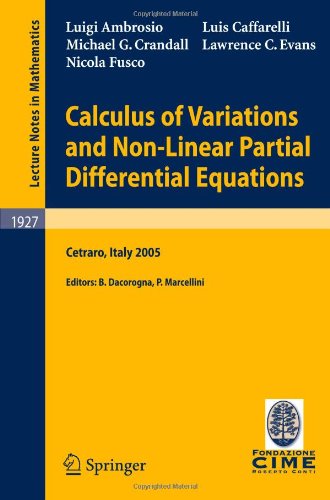 Lecture Notes in Mathematics
1927
Luigi Ambrosio Luis Caffarelli
Michael G. Crandall Lawrence C. Evans
Nicola Fusco
Calculus of Variations
and Non-Linear Partial
Differential Equations
Cetraro, Italy 2005
Editors: B. Dacorogna, P. Marcellini
Springer
FONDAZIONE
CIME
ROBERTO CONTI